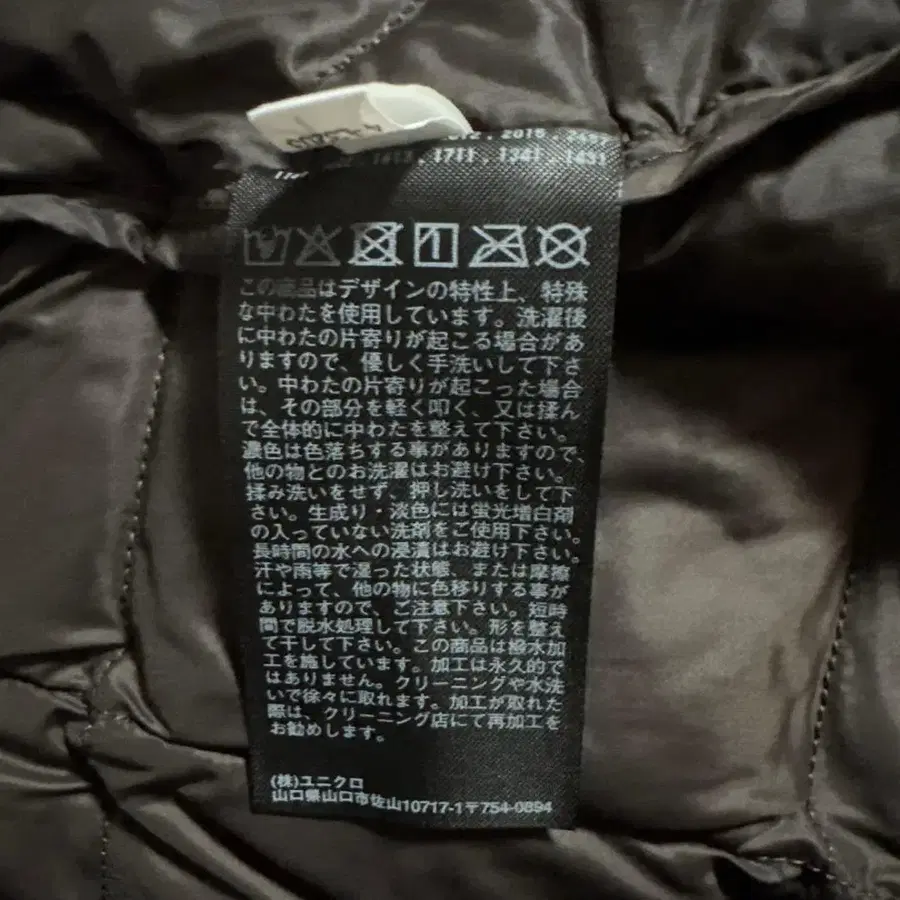 2015
1613 , 1711 , 1341 , 1431
この商品はデザインの特性上、特殊
な中わたを使用しています。洗濯後
に中わたの片寄りが起こる場合があ
りますので、優しく手洗いして下さ
い。中わたの片寄りが起こった場合
は、その部分を軽く叩く、又は揉ん
で全体的に中わたを整えて下さい。
濃色は色落ちする事がありますので、
他の物とのお洗濯はお避け下さい。
揉み洗いをせず、押し洗いをして下
さい。生成り・淡色には蛍光増白剤
の入っていない洗剤をご使用下さい。
長時間の水への浸漬はお避け下さい。
汗や雨等で湿った状態、または摩擦
によって、他の物に色移りする事が
ありますので、ご注意下さい。短時
間で脱水処理して下さい。形を整え
て干して下さい。この商品は撥水加
工を施しています。加工は永久的で
はありません。クリーニングや水洗
いで徐々に取れます。加工が取れた
際は、クリーニング店にて再加工を
お勧めします。
(株)ユニクロ
山口県山口市佐山10717-1〒754-0894